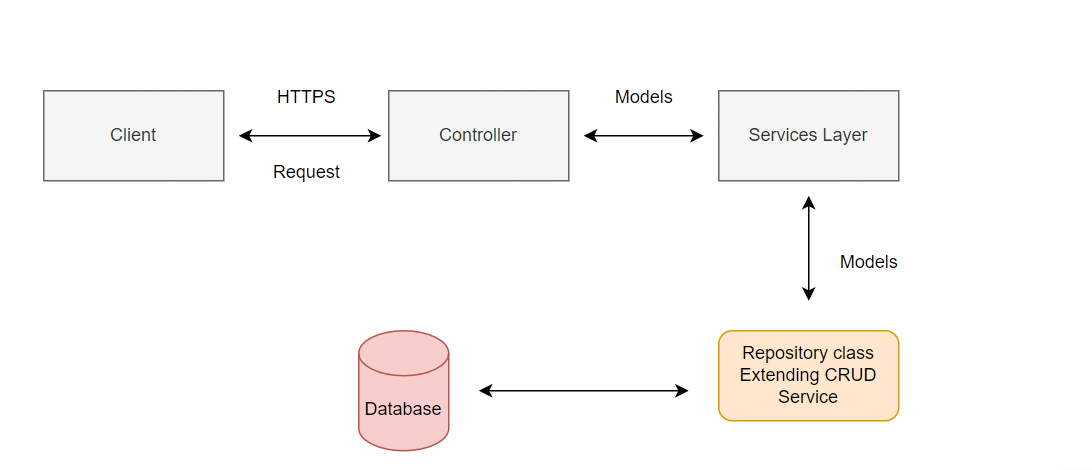 HTTPS
Models
Client
Controller
Services Layer
Request
Models
Repository class
Extending CRUD
Service
Database